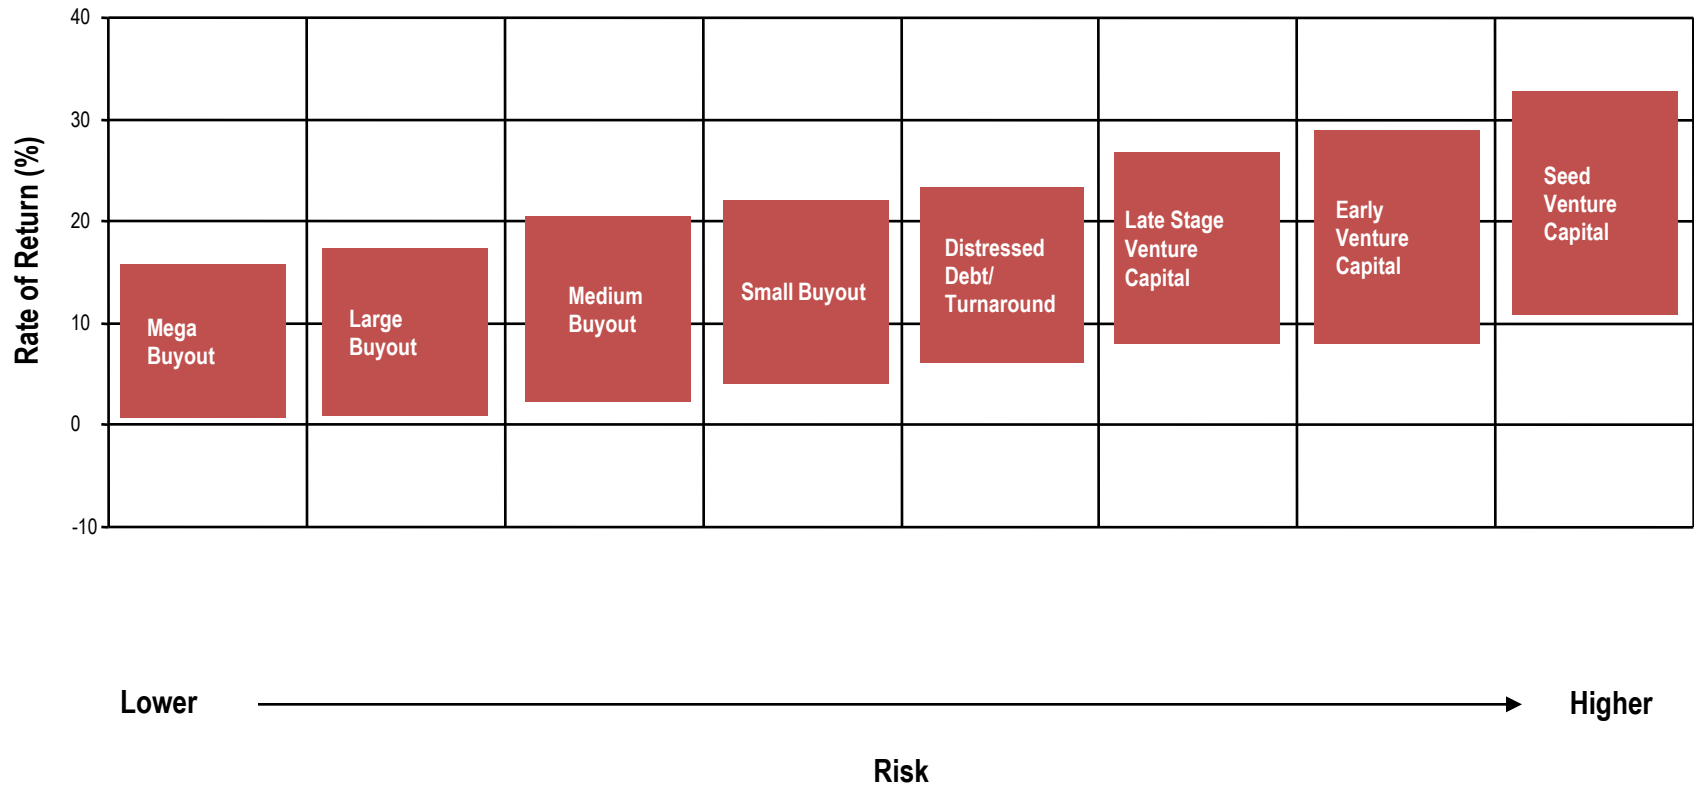 40
30
20
10
0
-10
Rate of Return (%)
Mega
Buyout
Large
Buyout
Medium
Buyout
Small Buyout
Distressed
Debt/
Turnaround
Late Stage
Venture
Capital
Early
Venture
Capital
Seed
Venture
Capital
Lower
Higher
Risk